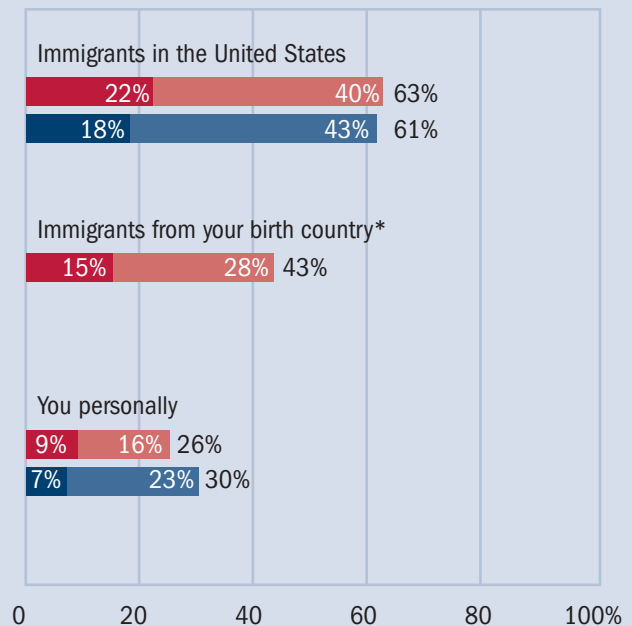 Immigrants in the United States
22% 40% 63%
18% 43% 61%
Immigrants from your birth country*
15% 28% 43%
You personally
9% 16% 26%
7% 23% 30%
0 20 40 60 80 100%